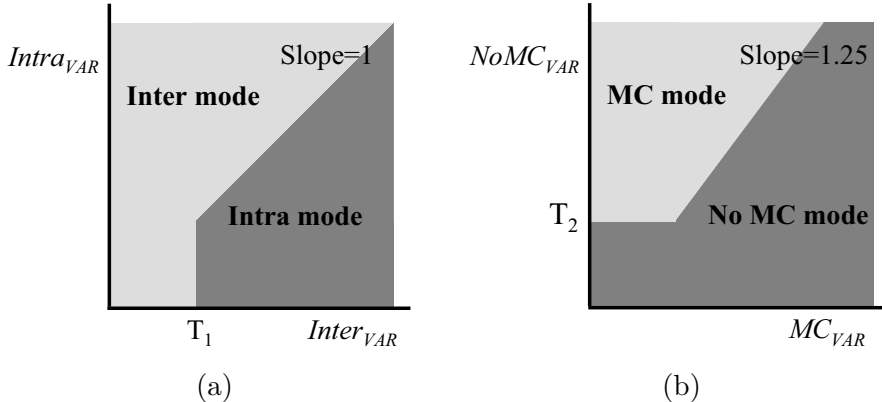 Intra_VAR
Slope=1
Inter mode
Intra mode
T_1
Inter_VAR
(a)
NoMC_VAR
Slope=1.25
MC mode
T_2
No MC mode
MC_VAR
(b)